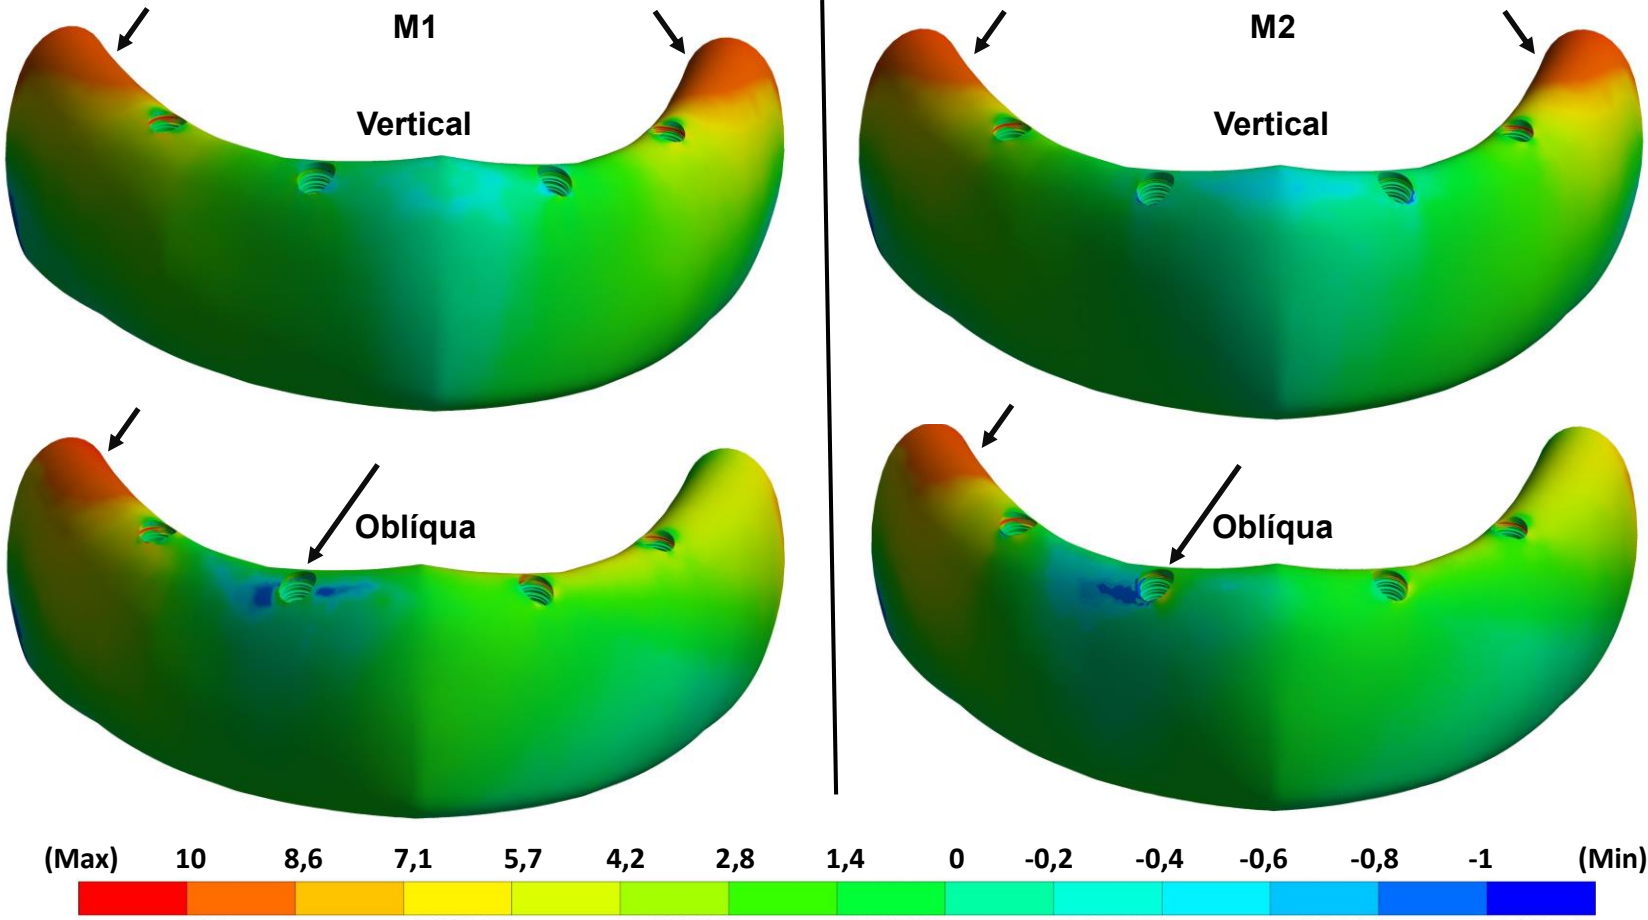 M1
M2
Vertical
Vertical
Oblíqua
Oblíqua
(Max) 10 8,6 7,1 5,7 4,2 2,8 1,4 0 -0,2 -0,4 -0,6 -0,8 -1 (Min)